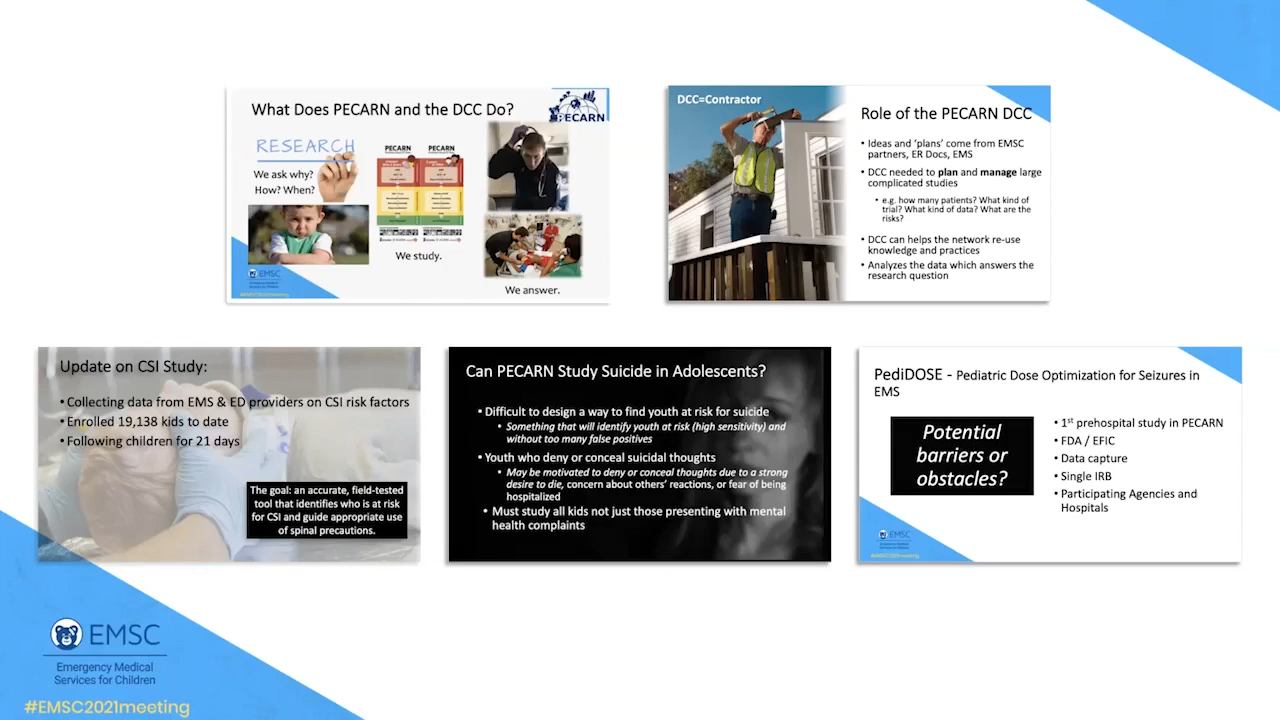 What Does PECARN and the DCC Do?
PECARN
RESEARCH
We ask why?
How? When?
PECARN PECARN
We study.
We answer.
EMSC
#EMSC2021meeting
DCC=Contractor
Role of the PECARN DCC
• Ideas and ‘plans’ come from EMSC
partners, ER Docs, EMS
• DCC needed to plan and manage large
complicated studies
• e.g. how many patients? What kind of
trial? What kind of data? What are the
risks?
• DCC can helps the network re-use
knowledge and practices
• Analyzes the data which answers the
research question
Update on CSI Study:
• Collecting data from EMS & ED providers on CSI risk factors
• Enrolled 19,138 kids to date
• Following children for 21 days
The goal: an accurate, field-tested
tool that identifies who is at risk
for CSI and guide appropriate use
of spinal precautions.
Can PECARN Study Suicide in Adolescents?
• Difficult to design a way to find youth at risk for suicide
• Something that will identify youth at risk (high sensitivity) and
without too many false positives
• Youth who deny or conceal suicidal thoughts
• May be motivated to deny or conceal thoughts due to a strong
desire to die, concern about others’ reactions, or fear of being
hospitalized
• Must study all kids not just those presenting with mental
health complaints
PediDOSE - Pediatric Dose Optimization for Seizures in
EMS
Potential
barriers or
obstacles?
• 1st prehospital study in PECARN
• FDA / EFIC
• Data capture
• Single IRB
• Participating Agencies and
Hospitals
EMSC
#EMSC2021meeting
EMSC
Emergency Medical
Services for Children
#EMSC2021meeting